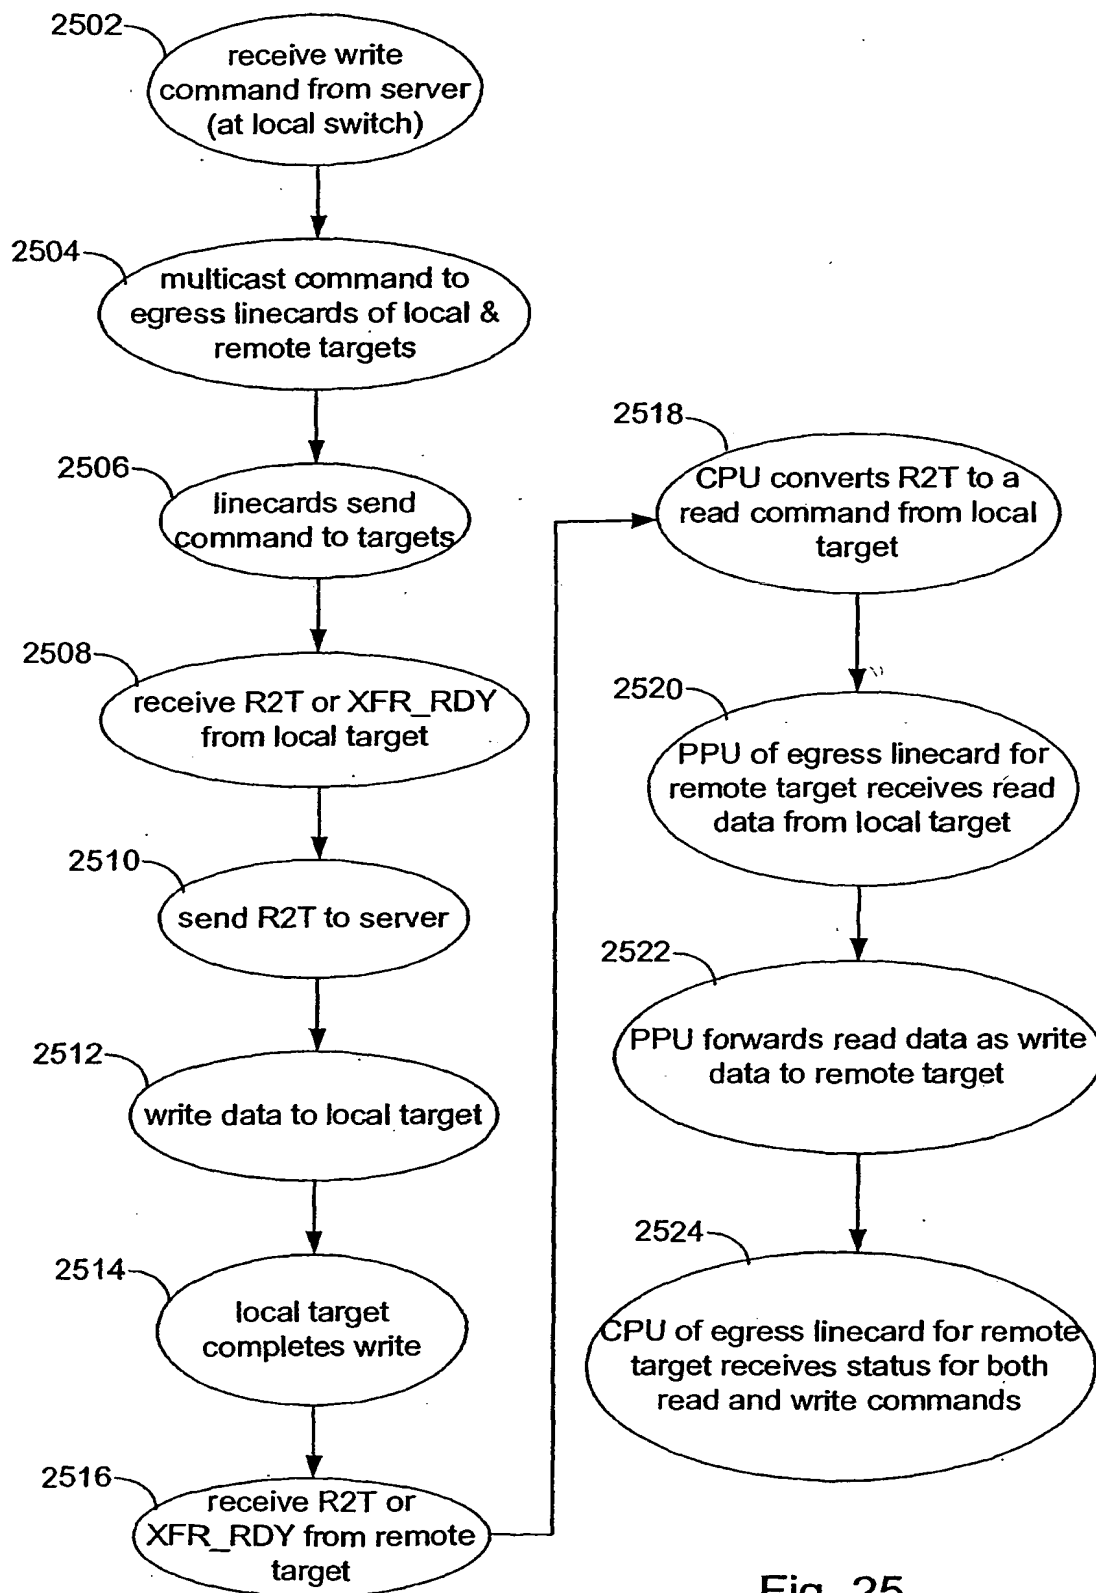 2502
receive write
command from server
(at local switch)
2504
multicast command to
egress linecards of local &
remote targets
2506
linecards send
command to targets
2508
receive R2T or XFR_RDY
from local target
2510
send R2T to server
2512
write data to local target
2514
local target
completes write
2516
receive R2T or
XFR_RDY from remote
target
2518
CPU converts R2T to a
read command from local
target
2520
PPU of egress linecard for
remote target receives read
data from local target
2522
PPU forwards read data as write
data to remote target
2524
CPU of egress linecard for remote
target receives status for both
read and write commands
Fig. 25